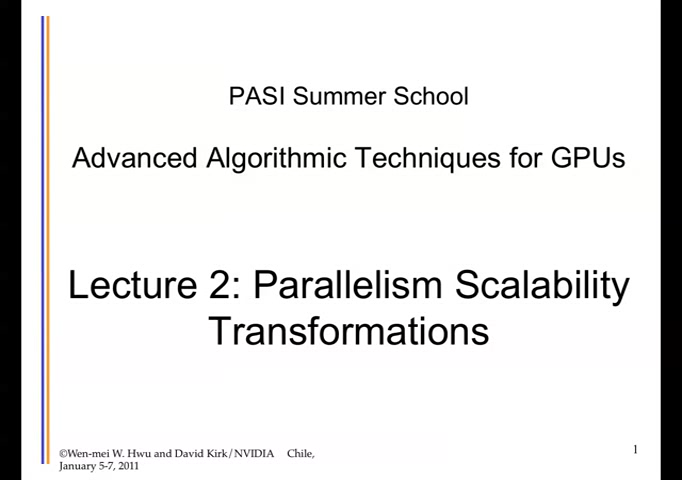 PASI Summer School
Advanced Algorithmic Techniques for GPUs
Lecture 2: Parallelism Scalability
Transformations
©Wen-mei W. Hwu and David Kirk/NVIDIA Chile,
January 5-7, 2011
1